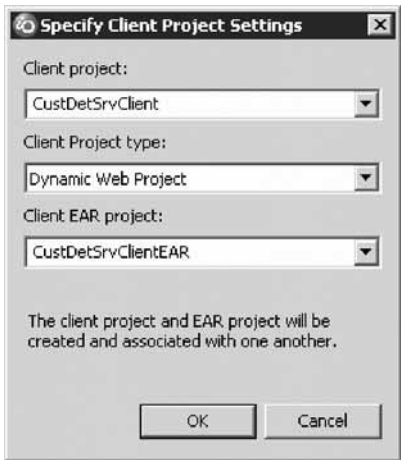 Specify Client Project Settings
Client project:
CustDetSrvClient
Client Project type:
Dynamic Web Project
Client EAR project:
CustDetSrvClientEAR
The client project and EAR project will be
created and associated with one another.
OK Cancel